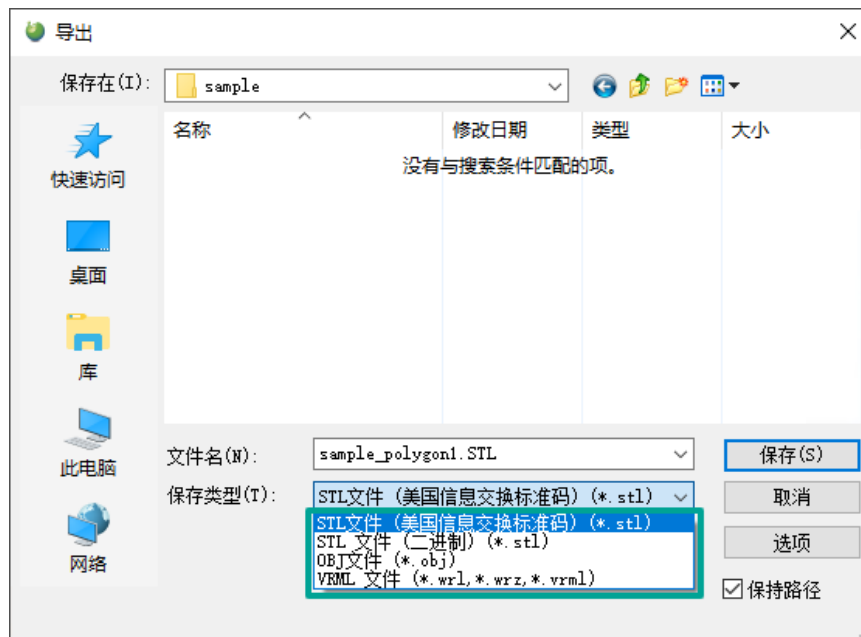 导出
保存在(I):
sample
名称
修改日期
类型
大小
没有与搜索条件匹配的项。
快速访问
桌面
库
此电脑
网络
文件名(N):
sample_polygon1.STL
保存(S)
保存类型(T):
STL文件 (美国信息交换标准码) (*.stl)
取消
STL文件 (美国信息交换标准码) (*.stl)
STL 文件 (二进制) (*.stl)
OBJ文件 (*.obj)
VRML 文件 (*.wrl,*.wrz,*.vrml)
选项
保持路径